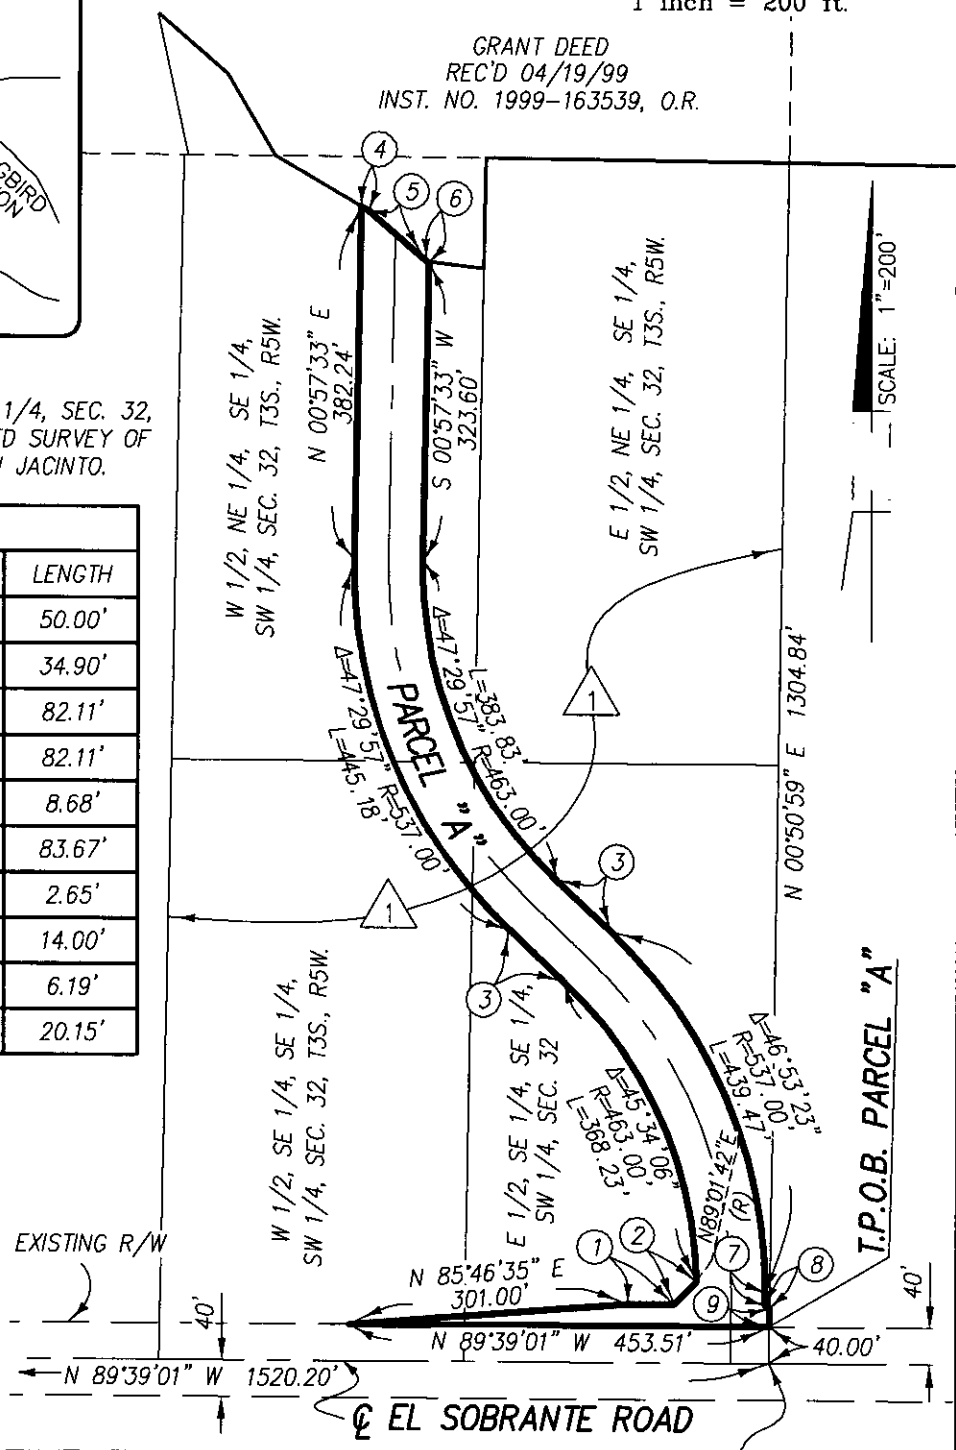 1 inch = 200 ft.
GRANT DEED
REC'D 04/19/99
INST. NO. 1999-163539, O.R.
GBIRD
ON
4
5
6
SCALE: 1"=200'
N 00°57'33" E
382.24'
S 00°57'33" W
323.60'
W 1/2, NE 1/4, SE 1/4,
SW 1/4, SEC. 32, T3S., R5W.
E 1/2, NE 1/4, SE 1/4,
SW 1/4, SEC. 32, T3S., R5W.
1/4, SEC. 32,
D SURVEY OF
JACINTO.
LENGTH
50.00'
34.90'
82.11'
82.11'
8.68'
83.67'
2.65'
14.00'
6.19'
20.15'
Δ=47°29'57"
L=383.83'
R=463.00'
Δ=47°29'57" R=537.00'
L=445.18'
PARCEL "A"
1
1
N 00°50'59" E 1304.84'
3
3
W 1/2, SE 1/4, SE 1/4,
SW 1/4, SEC. 32, T3S., R5W.
E 1/2, SE 1/4, SE 1/4,
SW 1/4, SEC. 32
Δ=46°53'23"
R=537.00'
L=439.47'
Δ=45°34'06"
R=463.00'
L=368.23'
N89°01'42"E
(R)
T.P.O.B. PARCEL "A"
EXISTING R/W
1
2
7
8
9
N 85°46'35" E
301.00'
40'
40'
N 89°39'01" W 453.51'
40.00'
N 89°39'01" W 1520.20'
℄ EL SOBRANTE ROAD